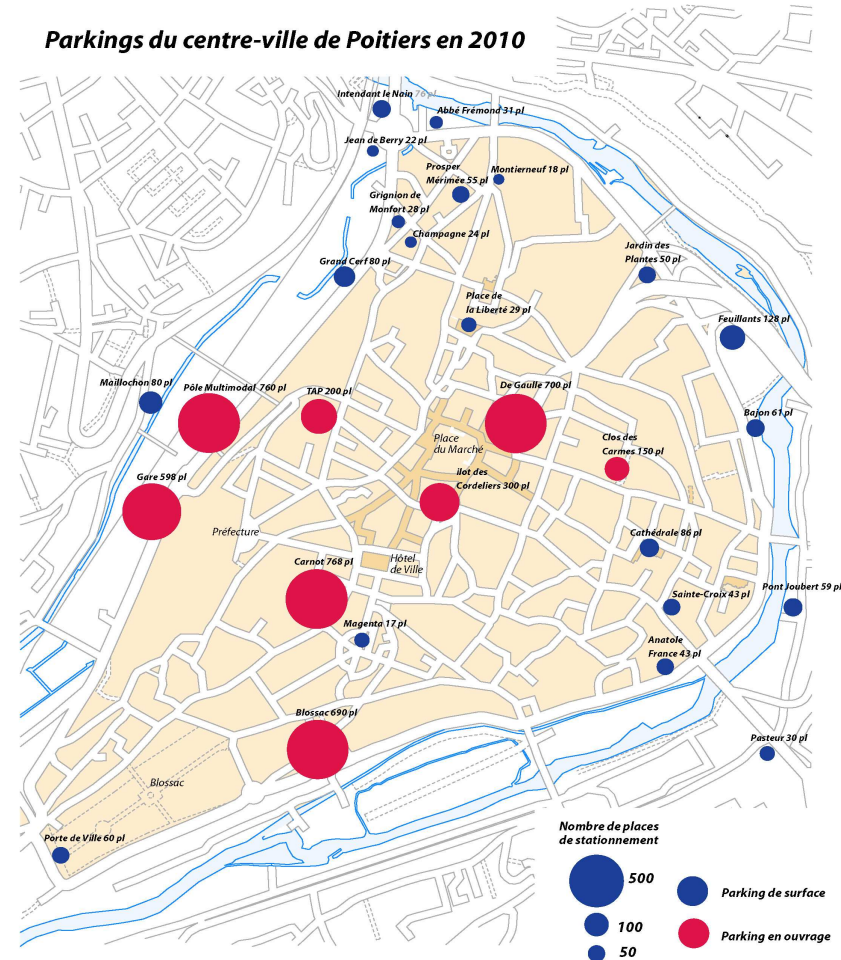 Parkings du centre-ville de Poitiers en 2010
Intendant le Nain 76 pl
Abbé Frémond 31 pl
Jean de Berry 22 pl
Prosper
Mérimée 55 pl
Montierneuf 18 pl
Grignion de
Monfort 28 pl
Champagne 24 pl
Grand Cerf 80 pl
Jardin des
Plantes 50 pl
Place de
la Liberté 29 pl
Feuillants 128 pl
Maillochon 80 pl
Pôle Multimodal 760 pl
TAP 200 pl
De Gaulle 700 pl
Bajon 61 pl
Place
du Marché
Clos des
Carmes 150 pl
ilot des
Cordeliers 300 pl
Gare 598 pl
Préfecture
Cathédrale 86 pl
Carnot 768 pl
Hôtel
de Ville
Sainte-Croix 43 pl
Pont Joubert 59 pl
Magenta 17 pl
Anatole
France 43 pl
Blossac 690 pl
Pasteur 30 pl
Blossac
Porte de Ville 60 pl
Nombre de places
de stationnement
500
100
50
Parking de surface
Parking en ouvrage